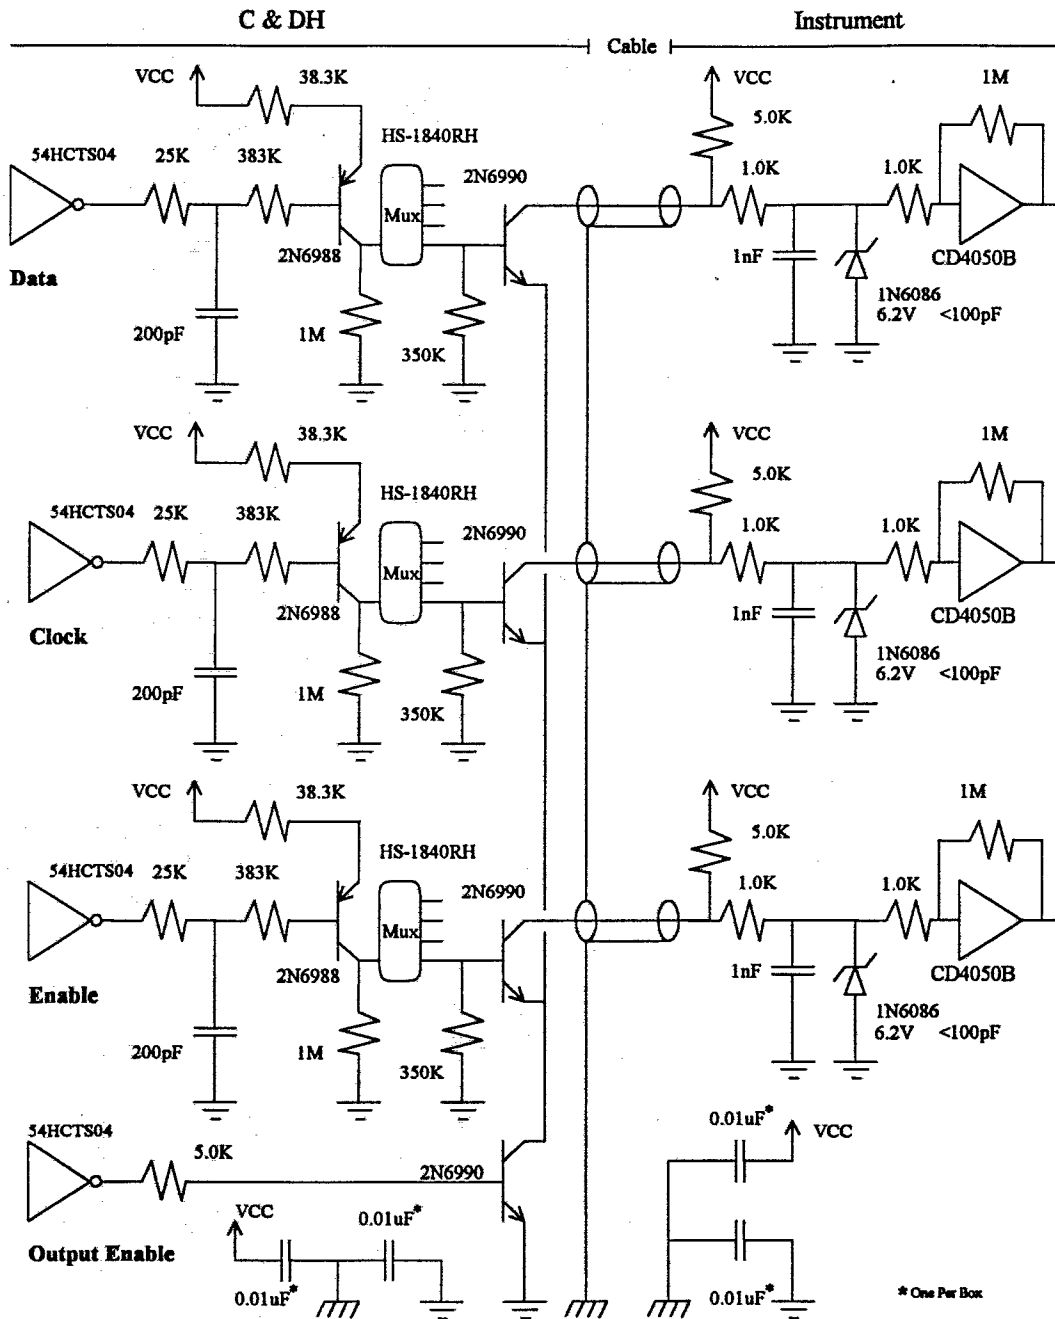 C & DH
Instrument
Cable
VCC
38.3K
HS-1840RH
VCC
5.0K
1M
54HCTS04
25K
383K
Mux
2N6990
1.0K
1.0K
Data
2N6988
1nF
CD4050B
200pF
1M
350K
1N6086
6.2V <100pF
VCC
38.3K
HS-1840RH
VCC
5.0K
1M
54HCTS04
25K
383K
Mux
2N6990
1.0K
1.0K
Clock
2N6988
1nF
CD4050B
200pF
1M
350K
1N6086
6.2V <100pF
VCC
38.3K
HS-1840RH
VCC
5.0K
1M
54HCTS04
25K
383K
Mux
2N6990
1.0K
1.0K
Enable
2N6988
1nF
CD4050B
200pF
1M
350K
1N6086
6.2V <100pF
54HCTS04
5.0K
2N6990
0.01uF*
VCC
Output Enable
VCC
0.01uF*
0.01uF*
0.01uF*
* One Per Box